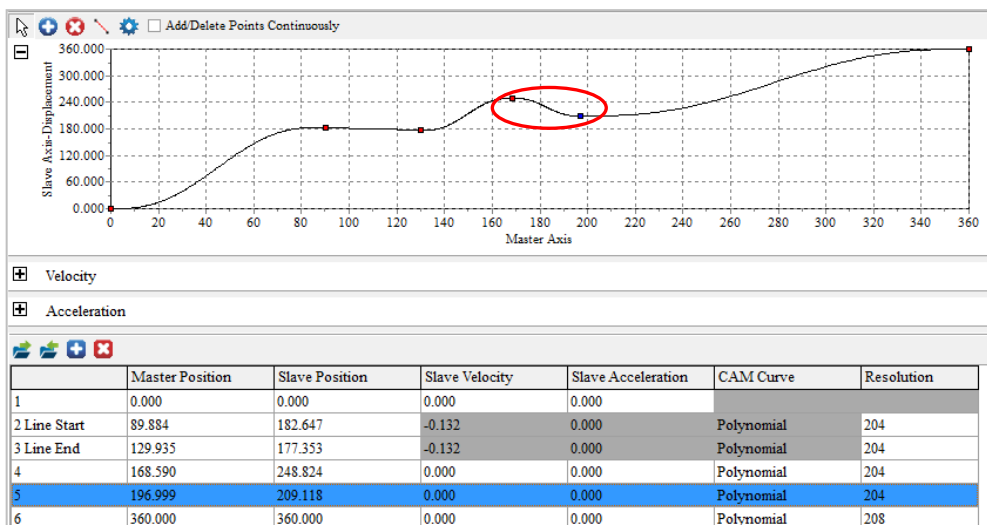 Add/Delete Points Continuously
Slave Axis-Displacement
360.000
300.000
240.000
180.000
120.000
60.000
0.000
0 20 40 60 80 100 120 140 160 180 200 220 240 260 280 300 320 340 360
Master Axis
Velocity
Acceleration
Master Position Slave Position Slave Velocity Slave Acceleration CAM Curve Resolution
1 0.000 0.000 0.000 0.000
2 Line Start 89.884 182.647 -0.132 0.000 Polynomial 204
3 Line End 129.935 177.353 -0.132 0.000 Polynomial 204
4 168.590 248.824 0.000 0.000 Polynomial 204
5 196.999 209.118 0.000 0.000 Polynomial 204
6 360.000 360.000 0.000 0.000 Polynomial 208